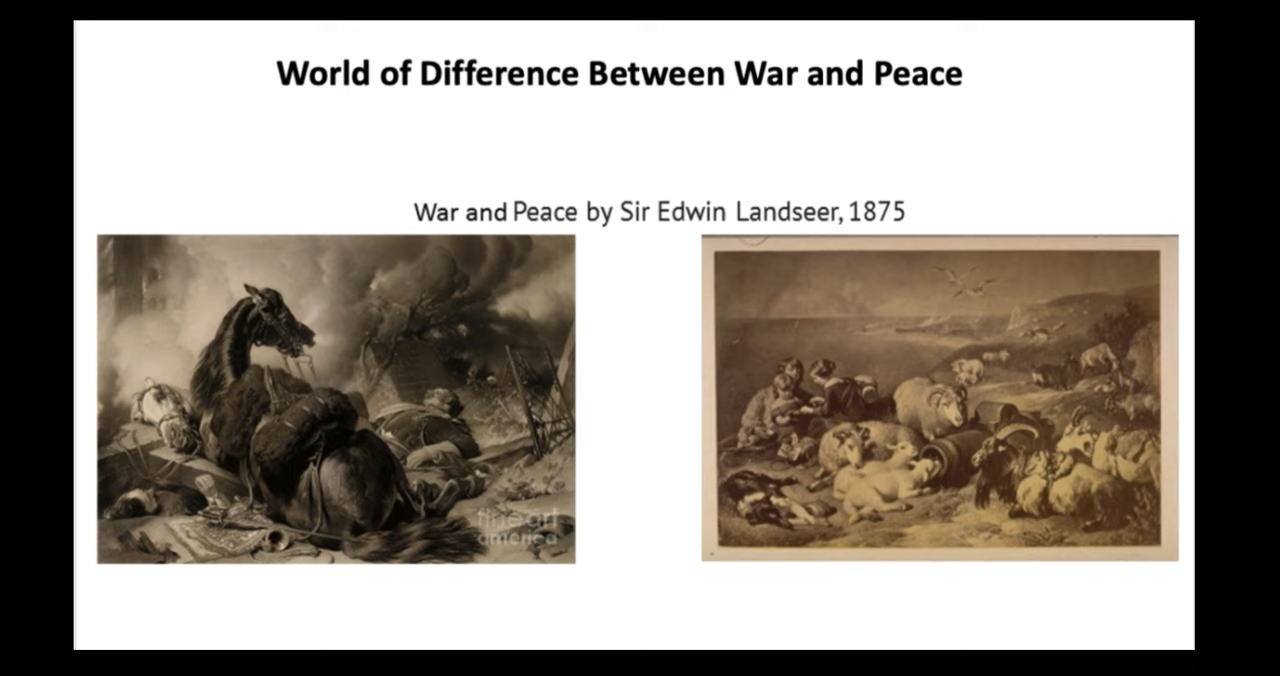 World of Difference Between War and Peace
War and Peace by Sir Edwin Landseer, 1875
fine art
america